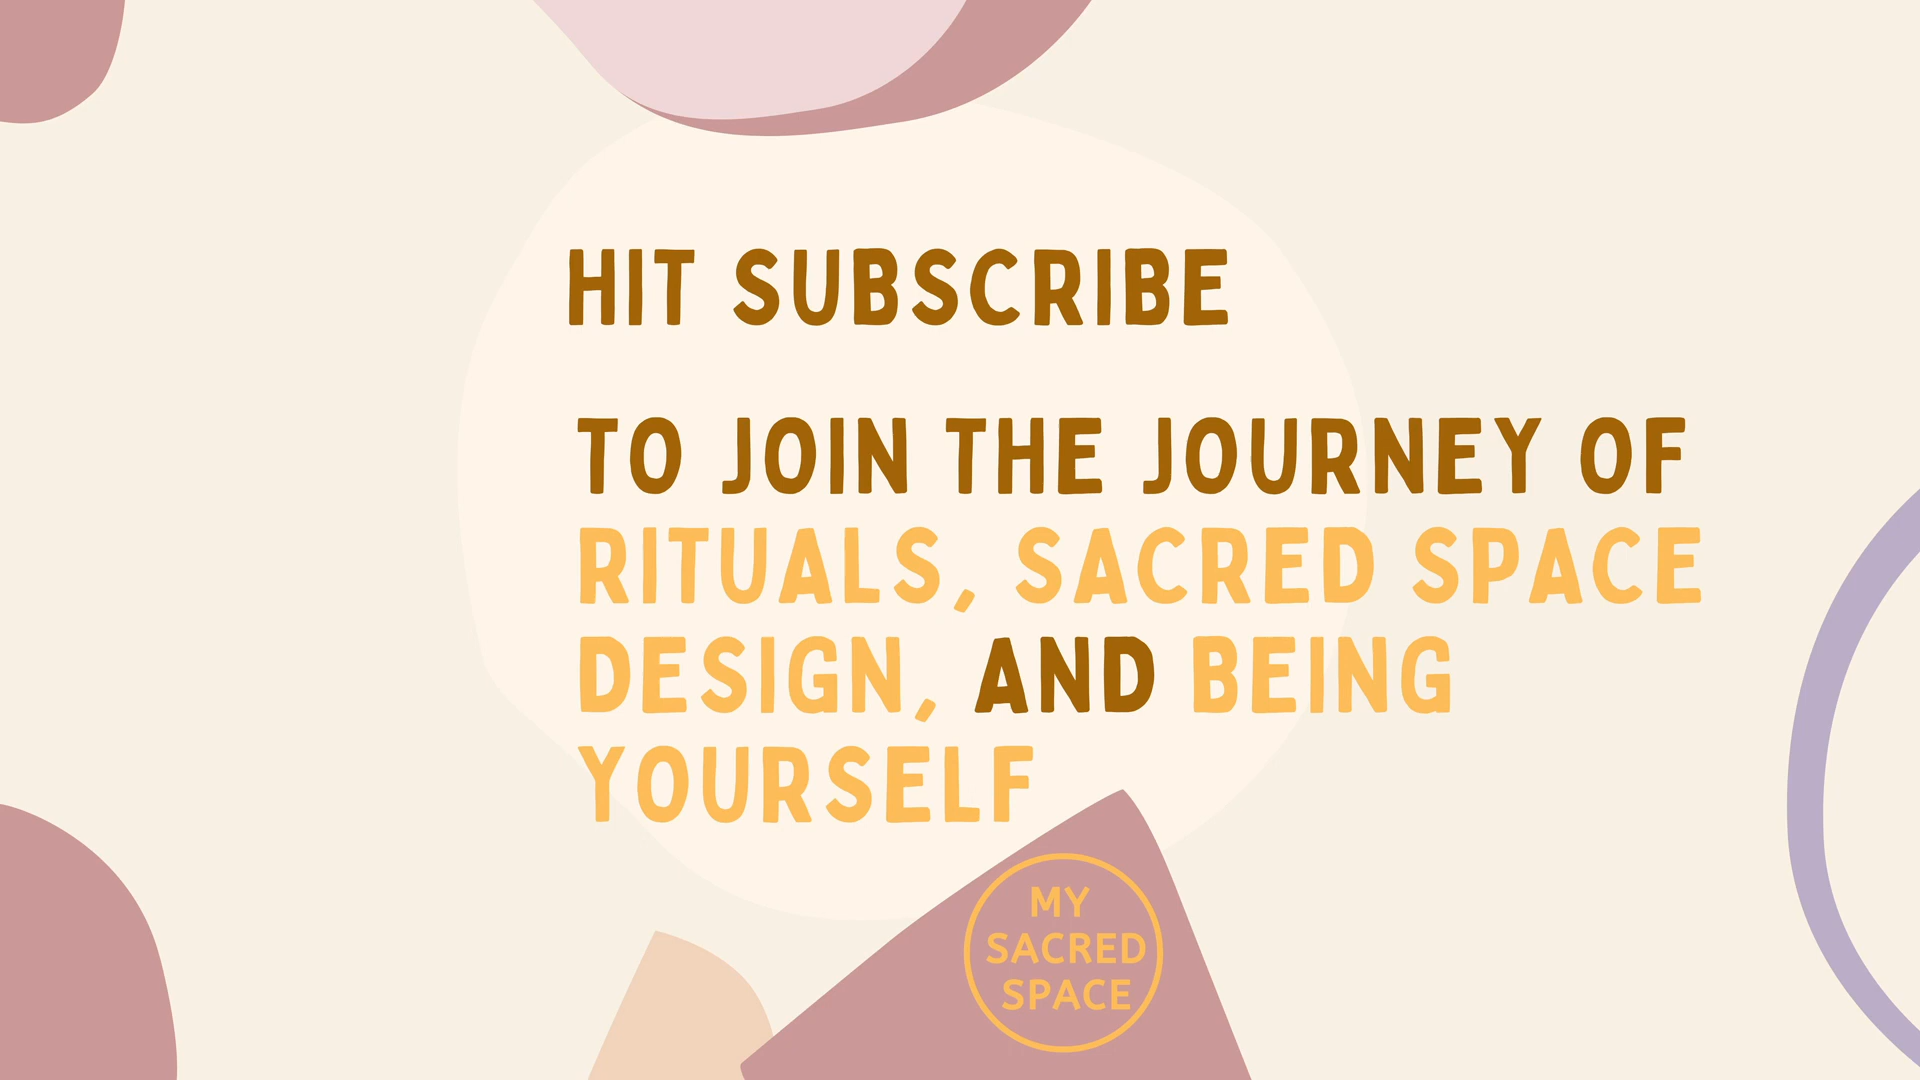 HIT SUBSCRIBE
TO JOIN THE JOURNEY OF
RITUALS, SACRED SPACE
DESIGN, AND BEING
YOURSELF
MY
SACRED
SPACE